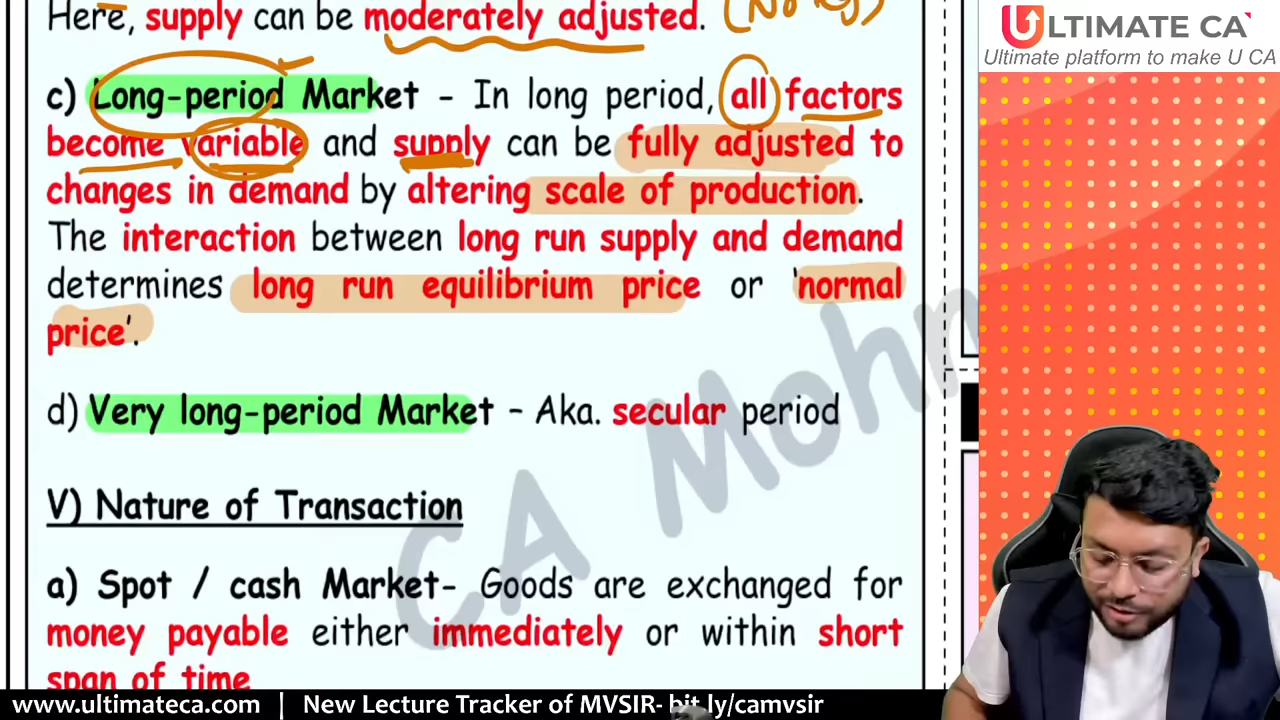 Here, supply can be moderately adjusted.
ULTIMATE CA
Ultimate platform to make U CA
c) Long-period Market - In long period, all factors
become variable and supply can be fully adjusted to
changes in demand by altering scale of production.
The interaction between long run supply and demand
determines long run equilibrium price or 'normal
price'.
d) Very long-period Market - Aka. secular period
V) Nature of Transaction
a) Spot / cash Market- Goods are exchanged for
money payable either immediately or within short
span of time
CA Mohn
www.ultimateca.com | New Lecture Tracker of MVSIR- bit.ly/camvsir